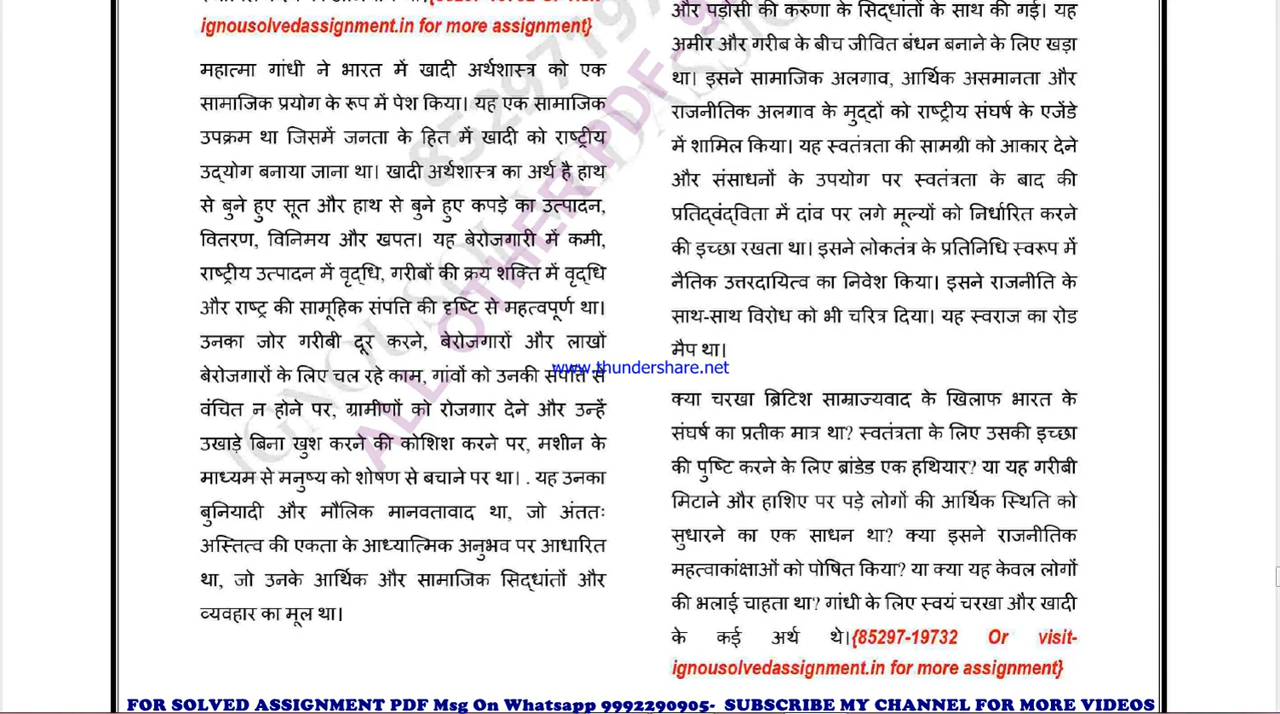 ignousolvedassignment.in for more assignment}
महात्मा गांधी ने भारत में खादी अर्थशास्त्र को एक
सामाजिक प्रयोग के रूप में पेश किया। यह एक सामाजिक
उपक्रम था जिसमें जनता के हित में खादी को राष्ट्रीय
उद्योग बनाया जाना था। खादी अर्थशास्त्र का अर्थ है हाथ
से बुने हुए सूत और हाथ से बुने हुए कपड़े का उत्पादन,
वितरण, विनिमय और खपत। यह बेरोजगारी में कमी,
राष्ट्रीय उत्पादन में वृद्धि, गरीबों की क्रय शक्ति में वृद्धि
और राष्ट्र की सामूहिक संपत्ति की दृष्टि से महत्वपूर्ण था।
उनका जोर गरीबी दूर करने, बेरोजगारों और लाखों
बेरोजगारों के लिए चल रहे काम, गांवों को उनकी संपत्ति से
वंचित न होने पर, ग्रामीणों को रोजगार देने और उन्हें
उखाड़े बिना खुश करने की कोशिश करने पर, मशीन के
माध्यम से मनुष्य को शोषण से बचाने पर था। . यह उनका
बुनियादी और मौलिक मानवतावाद था, जो अंततः
अस्तित्व की एकता के आध्यात्मिक अनुभव पर आधारित
था, जो उनके आर्थिक और सामाजिक सिद्धांतों और
व्यवहार का मूल था।
और पड़ोसी की करुणा के सिद्धांतों के साथ की गई। यह
अमीर और गरीब के बीच जीवित बंधन बनाने के लिए खड़ा
था। इसने सामाजिक अलगाव, आर्थिक असमानता और
राजनीतिक अलगाव के मुद्दों को राष्ट्रीय संघर्ष के एजेंडे
में शामिल किया। यह स्वतंत्रता की सामग्री को आकार देने
और संसाधनों के उपयोग पर स्वतंत्रता के बाद की
प्रतिद्वंद्विता में दांव पर लगे मूल्यों को निर्धारित करने
की इच्छा रखता था। इसने लोकतंत्र के प्रतिनिधि स्वरूप में
नैतिक उत्तरदायित्व का निवेश किया। इसने राजनीति के
साथ-साथ विरोध को भी चरित्र दिया। यह स्वराज का रोड
मैप था।
www.thundershare.net
क्या चरखा ब्रिटिश साम्राज्यवाद के खिलाफ भारत के
संघर्ष का प्रतीक मात्र था? स्वतंत्रता के लिए उसकी इच्छा
की पुष्टि करने के लिए ब्रांडेड एक हथियार? या यह गरीबी
मिटाने और हाशिए पर पड़े लोगों की आर्थिक स्थिति को
सुधारने का एक साधन था? क्या इसने राजनीतिक
महत्वाकांक्षाओं को पोषित किया? या क्या यह केवल लोगों
की भलाई चाहता था? गांधी के लिए स्वयं चरखा और खादी
के कई अर्थ थे।{85297-19732 Or visit-
ignousolvedassignment.in for more assignment}
FOR SOLVED ASSIGNMENT PDF Msg On Whatsapp 9992290905- SUBSCRIBE MY CHANNEL FOR MORE VIDEOS